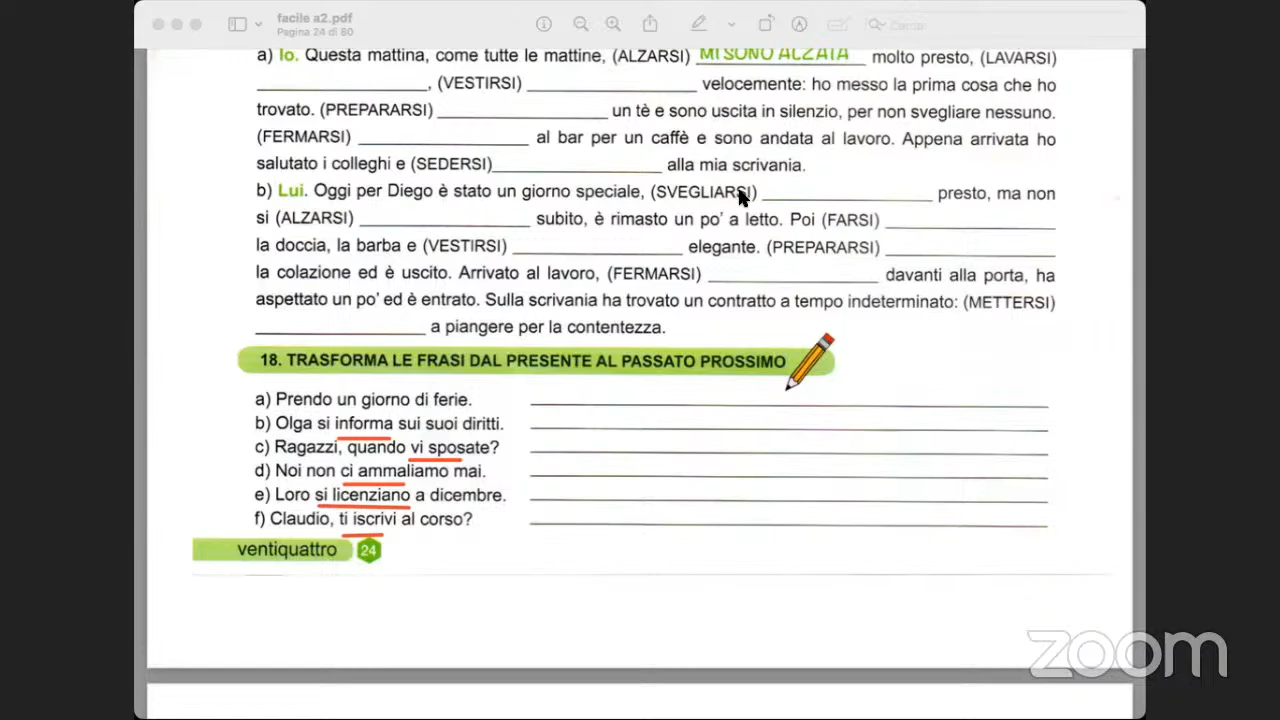 facile a2.pdf
Pagina 24 di 80
a) Io. Questa mattina, come tutte le mattine, (ALZARSI) MI SONO ALZATA molto presto, (LAVARSI)
, (VESTIRSI) velocemente: ho messo la prima cosa che ho
trovato. (PREPARARSI) un tè e sono uscita in silenzio, per non svegliare nessuno.
(FERMARSI) al bar per un caffè e sono andata al lavoro. Appena arrivata ho
salutato i colleghi e (SEDERSI) alla mia scrivania.
b) Lui. Oggi per Diego è stato un giorno speciale, (SVEGLIARSI) presto, ma non
si (ALZARSI) subito, è rimasto un po' a letto. Poi (FARSI)
la doccia, la barba e (VESTIRSI) elegante. (PREPARARSI)
la colazione ed è uscito. Arrivato al lavoro, (FERMARSI) davanti alla porta, ha
aspettato un po' ed è entrato. Sulla scrivania ha trovato un contratto a tempo indeterminato: (METTERSI)
a piangere per la contentezza.
18. TRASFORMA LE FRASI DAL PRESENTE AL PASSATO PROSSIMO
a) Prendo un giorno di ferie.
b) Olga si informa sui suoi diritti.
c) Ragazzi, quando vi sposate?
d) Noi non ci ammaliamo mai.
e) Loro si licenziano a dicembre.
f) Claudio, ti iscrivi al corso?
ventiquattro 24
zoom